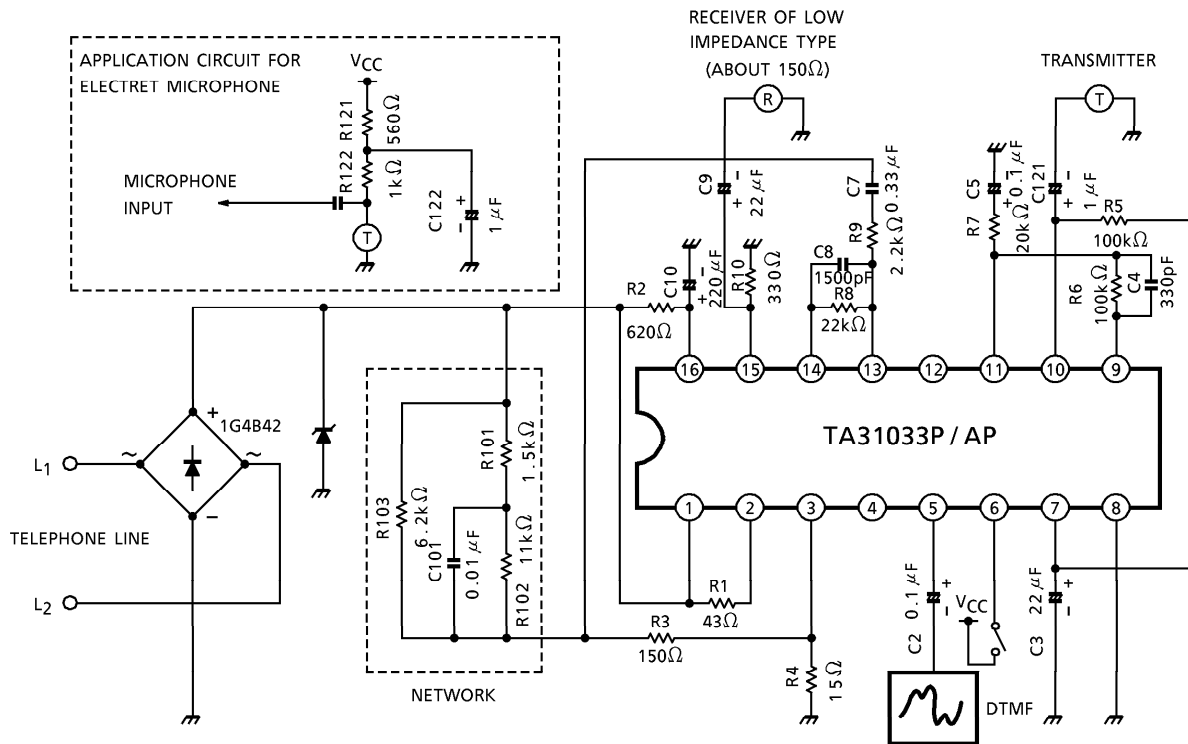 RECEIVER OF LOW
IMPEDANCE TYPE
(ABOUT 150Ω)
TRANSMITTER
APPLICATION CIRCUIT FOR
ELECTRET MICROPHONE
VCC
R121
560Ω
R122
1kΩ
MICROPHONE
INPUT
T
C122
+
-
1μF
R
T
C9
-
+
22μF
C7
0.33μF
C5
-
+
0.1μF
C121
-
+
1μF
R5
100kΩ
R7
20kΩ
R9
2.2kΩ
C8
1500pF
R8
22kΩ
C10
-
+
220μF
R10
330Ω
R6
100kΩ
C4
330pF
R2
620Ω
16
15
14
13
12
11
10
9
TA31033P / AP
1
2
3
4
5
6
7
8
+
1G4B42
~
~
-
L1
TELEPHONE LINE
L2
R103
6.2kΩ
R101
1.5kΩ
C101
0.01μF
R102
11kΩ
NETWORK
R1
43Ω
R3
150Ω
R4
15Ω
C2
0.1μF
+
-
VCC
C3
22μF
+
-
DTMF